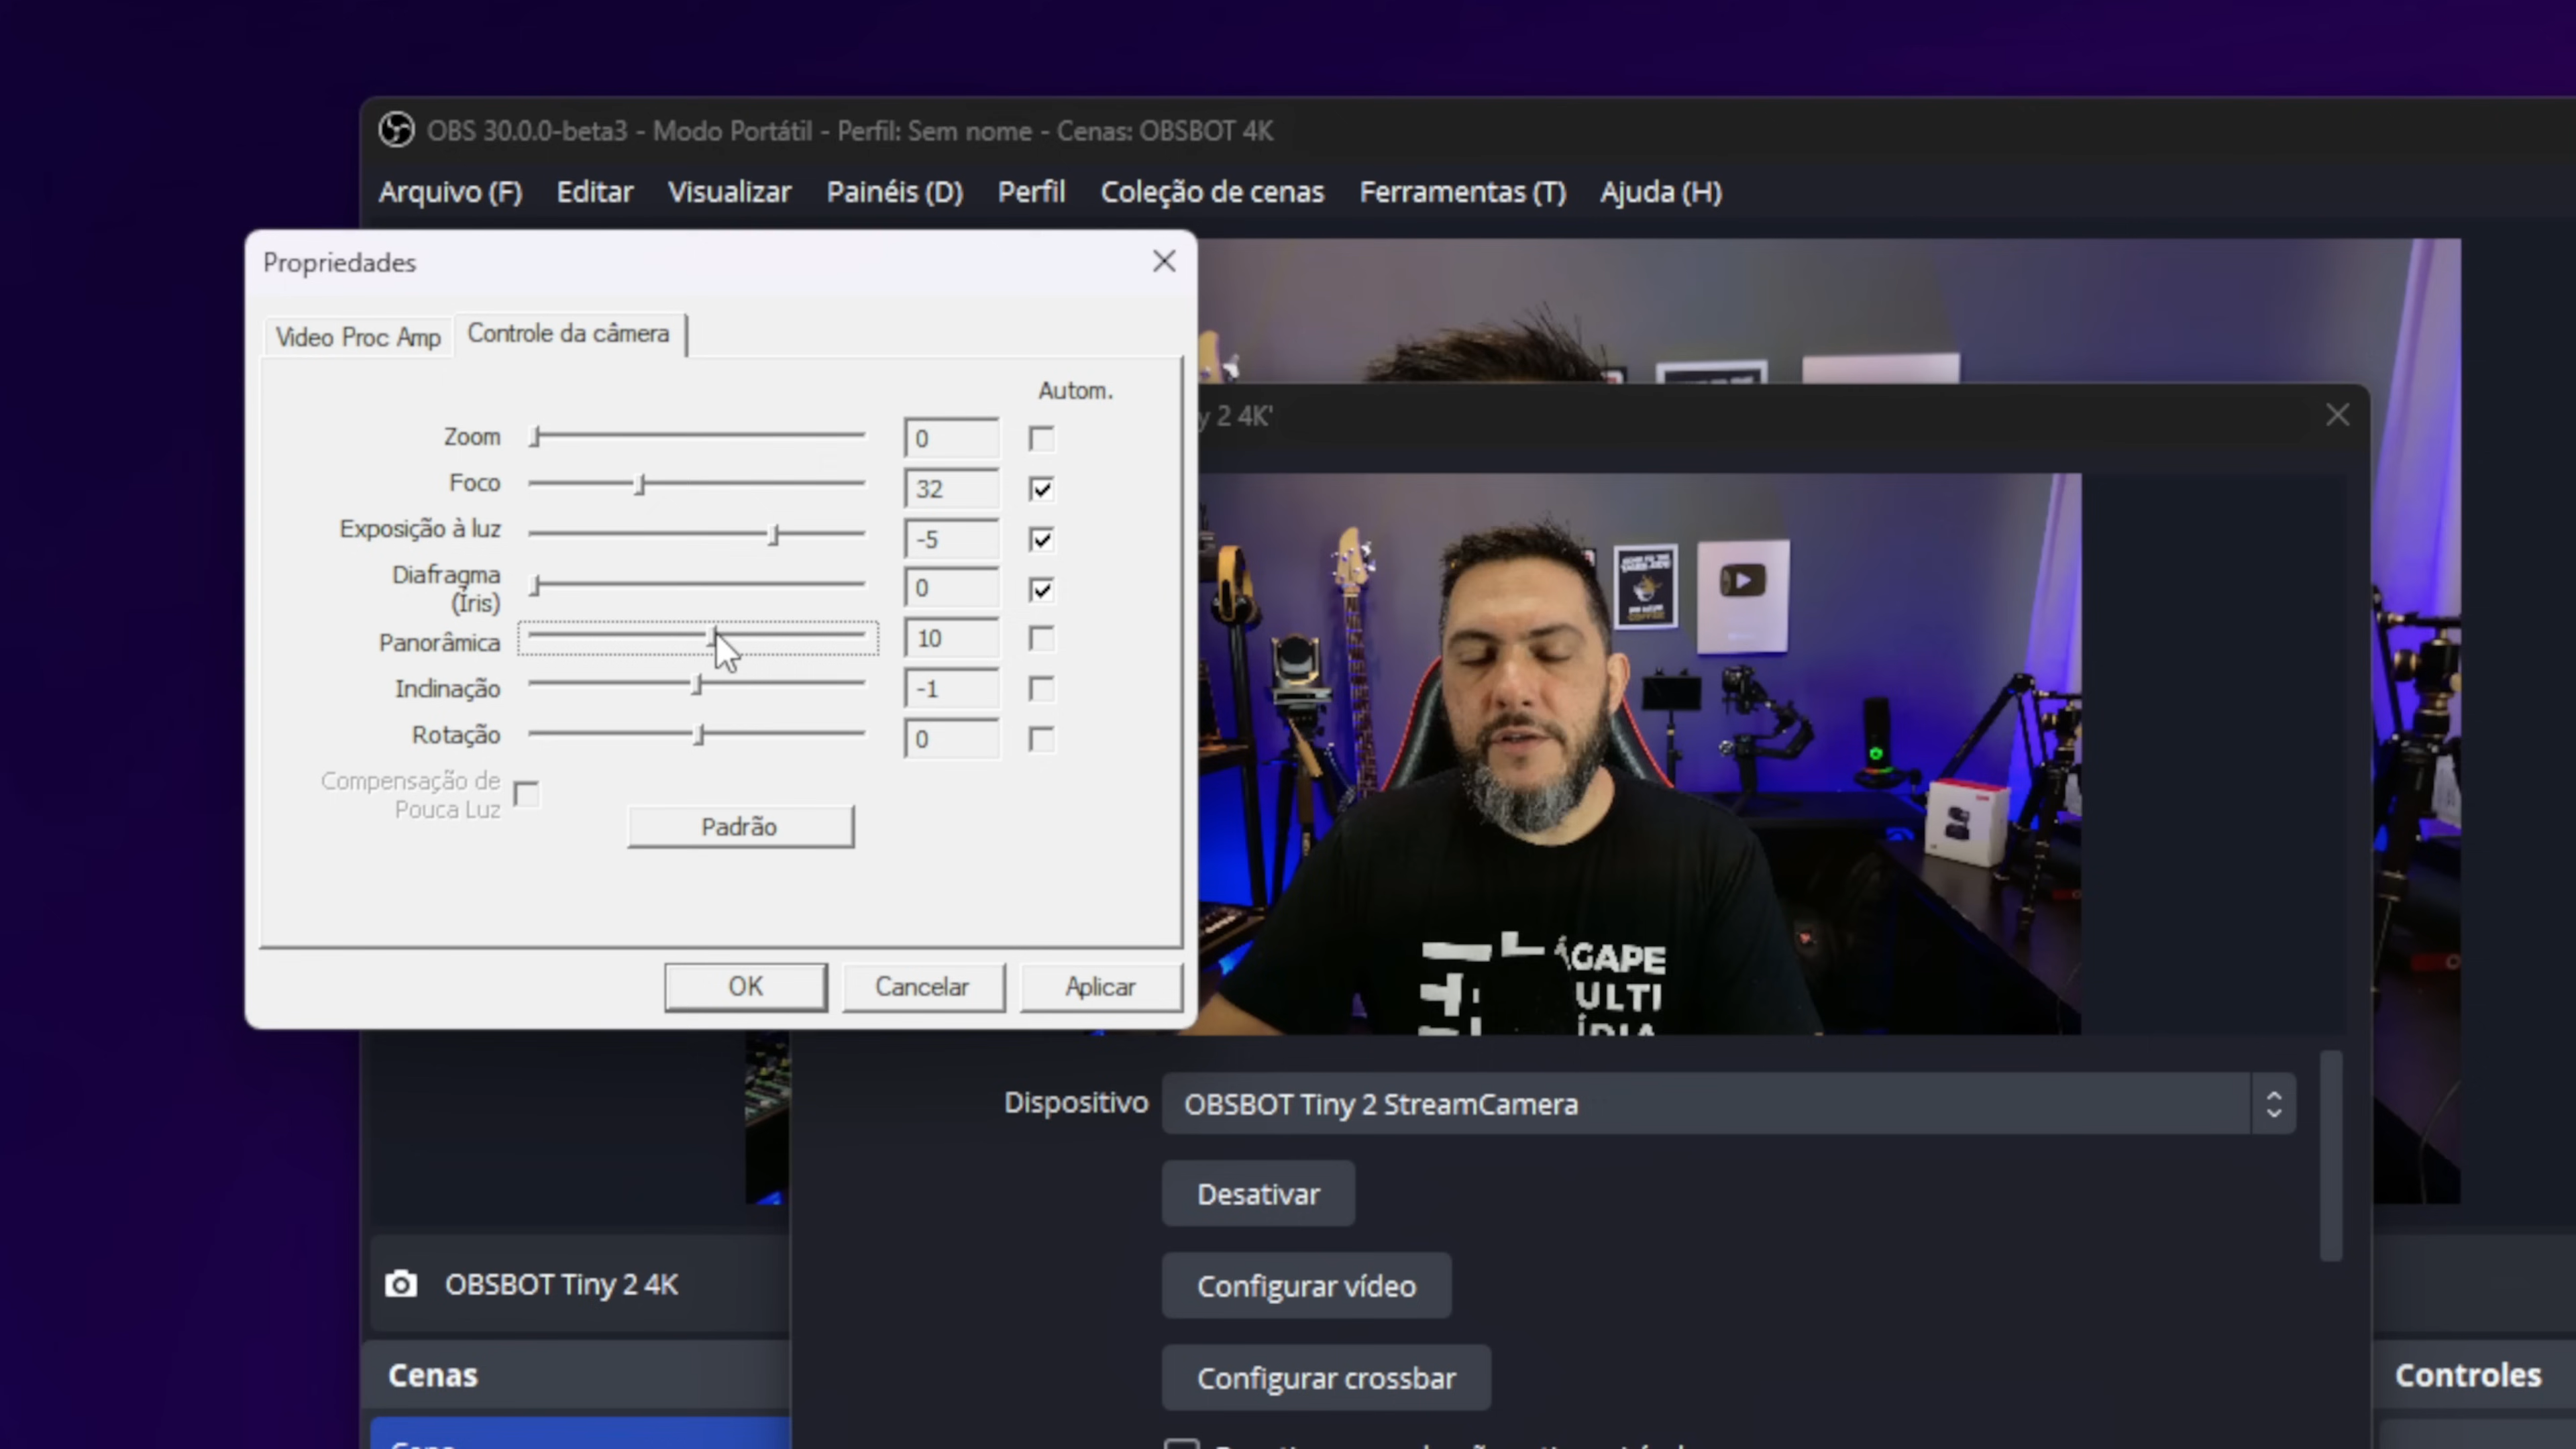 OBS 30.0.0-beta3 - Modo Portátil - Perfil: Sem nome - Cenas: OBSBOT 4K
Arquivo (F) Editar Visualizar Painéis (D) Perfil Coleção de cenas Ferramentas (T) Ajuda (H)
Propriedades
Video Proc Amp Controle da câmera
Autom.
Zoom 0
Foco 32
Exposição à luz -5
Diafragma
(Íris) 0
Panorâmica 10
Inclinação -1
Rotação 0
Compensação de
Pouca Luz
Padrão
OK Cancelar Aplicar
y 2 4K'
ÁGAPE
ULTI
ÍDIA
Dispositivo OBSBOT Tiny 2 StreamCamera
Desativar
Configurar vídeo
Configurar crossbar
OBSBOT Tiny 2 4K
Cenas
Controles